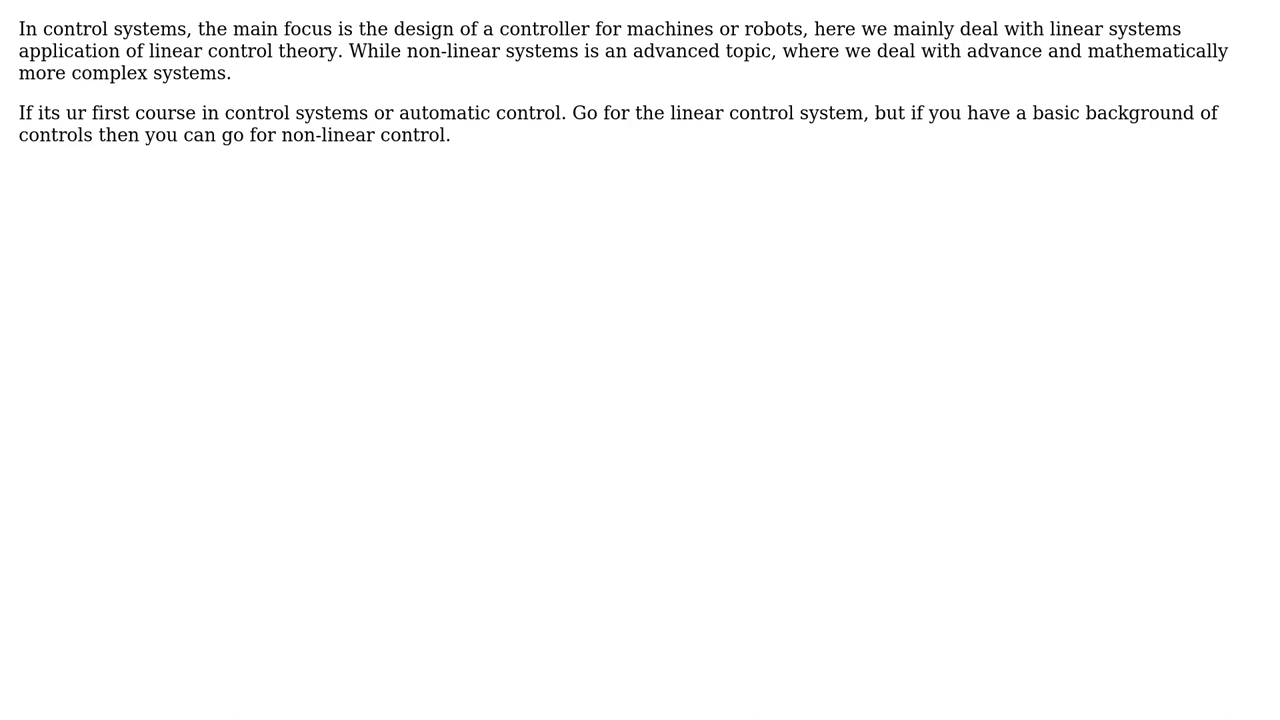 In control systems, the main focus is the design of a controller for machines or robots, here we mainly deal with linear systems
application of linear control theory. While non-linear systems is an advanced topic, where we deal with advance and mathematically
more complex systems.
If its ur first course in control systems or automatic control. Go for the linear control system, but if you have a basic background of
controls then you can go for non-linear control.